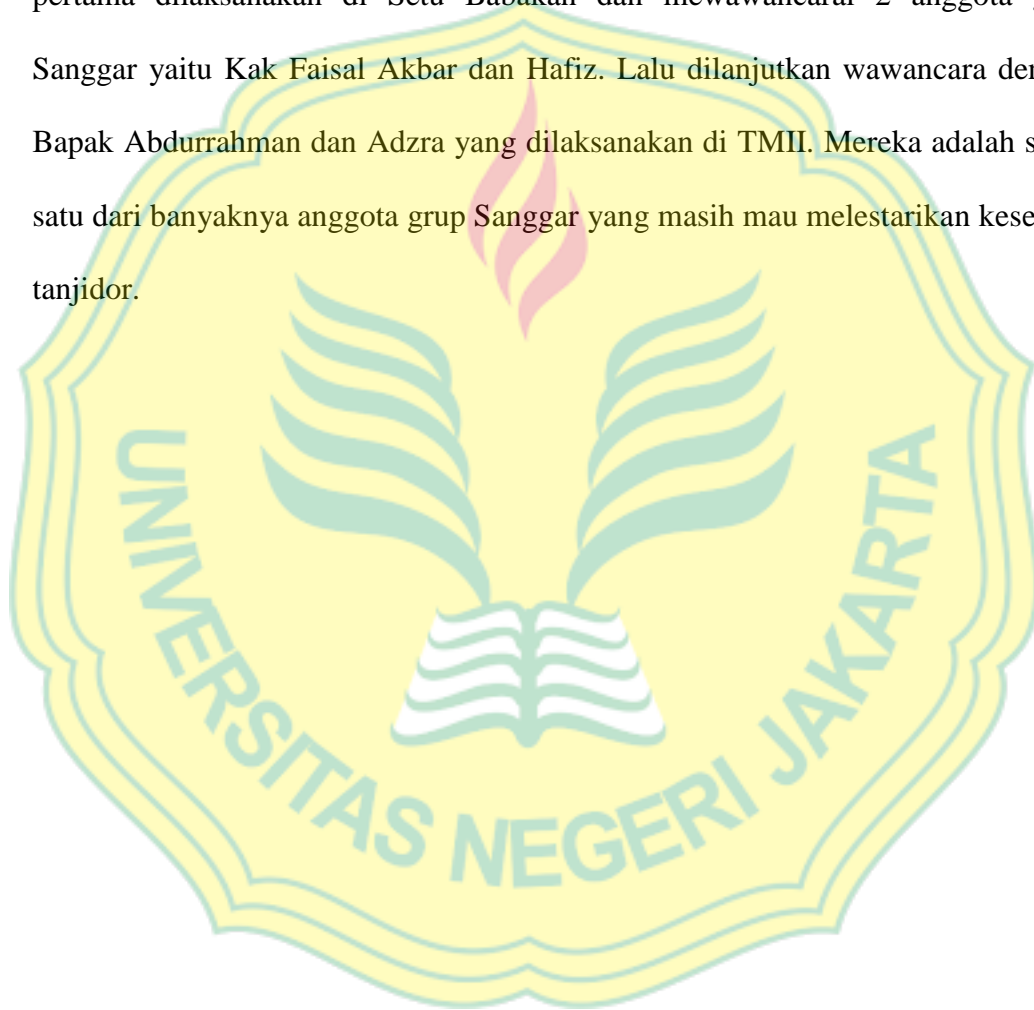 pertama dilaksanakan di Setu Babakan dan mewawancarai 2 anggota
Sanggar yaitu Kak Faisal Akbar dan Hafiz. Lalu dilanjutkan wawancara den
Bapak Abdurrahman dan Adzra yang dilaksanakan di TMII. Mereka adalah s
satu dari banyaknya anggota grup Sanggar yang masih mau melestarikan kese
tanjidor.
UNIVERSITAS NEGERI JAKARTA